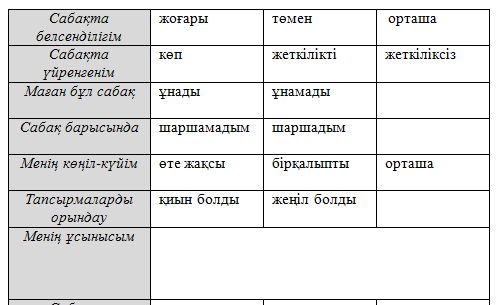 Сабақта белсенділігім жоғары төмен орташа
Сабақта үйренгенім көп жеткілікті жеткіліксіз
Маған бұл сабақ ұнады ұнамады
Сабақ барысында шаршамадым шаршадым
Менің көңіл-күйім өте жақсы бірқалыпты орташа
Тапсырмаларды орындау қиын болды жеңіл болды
Менің ұсынысым